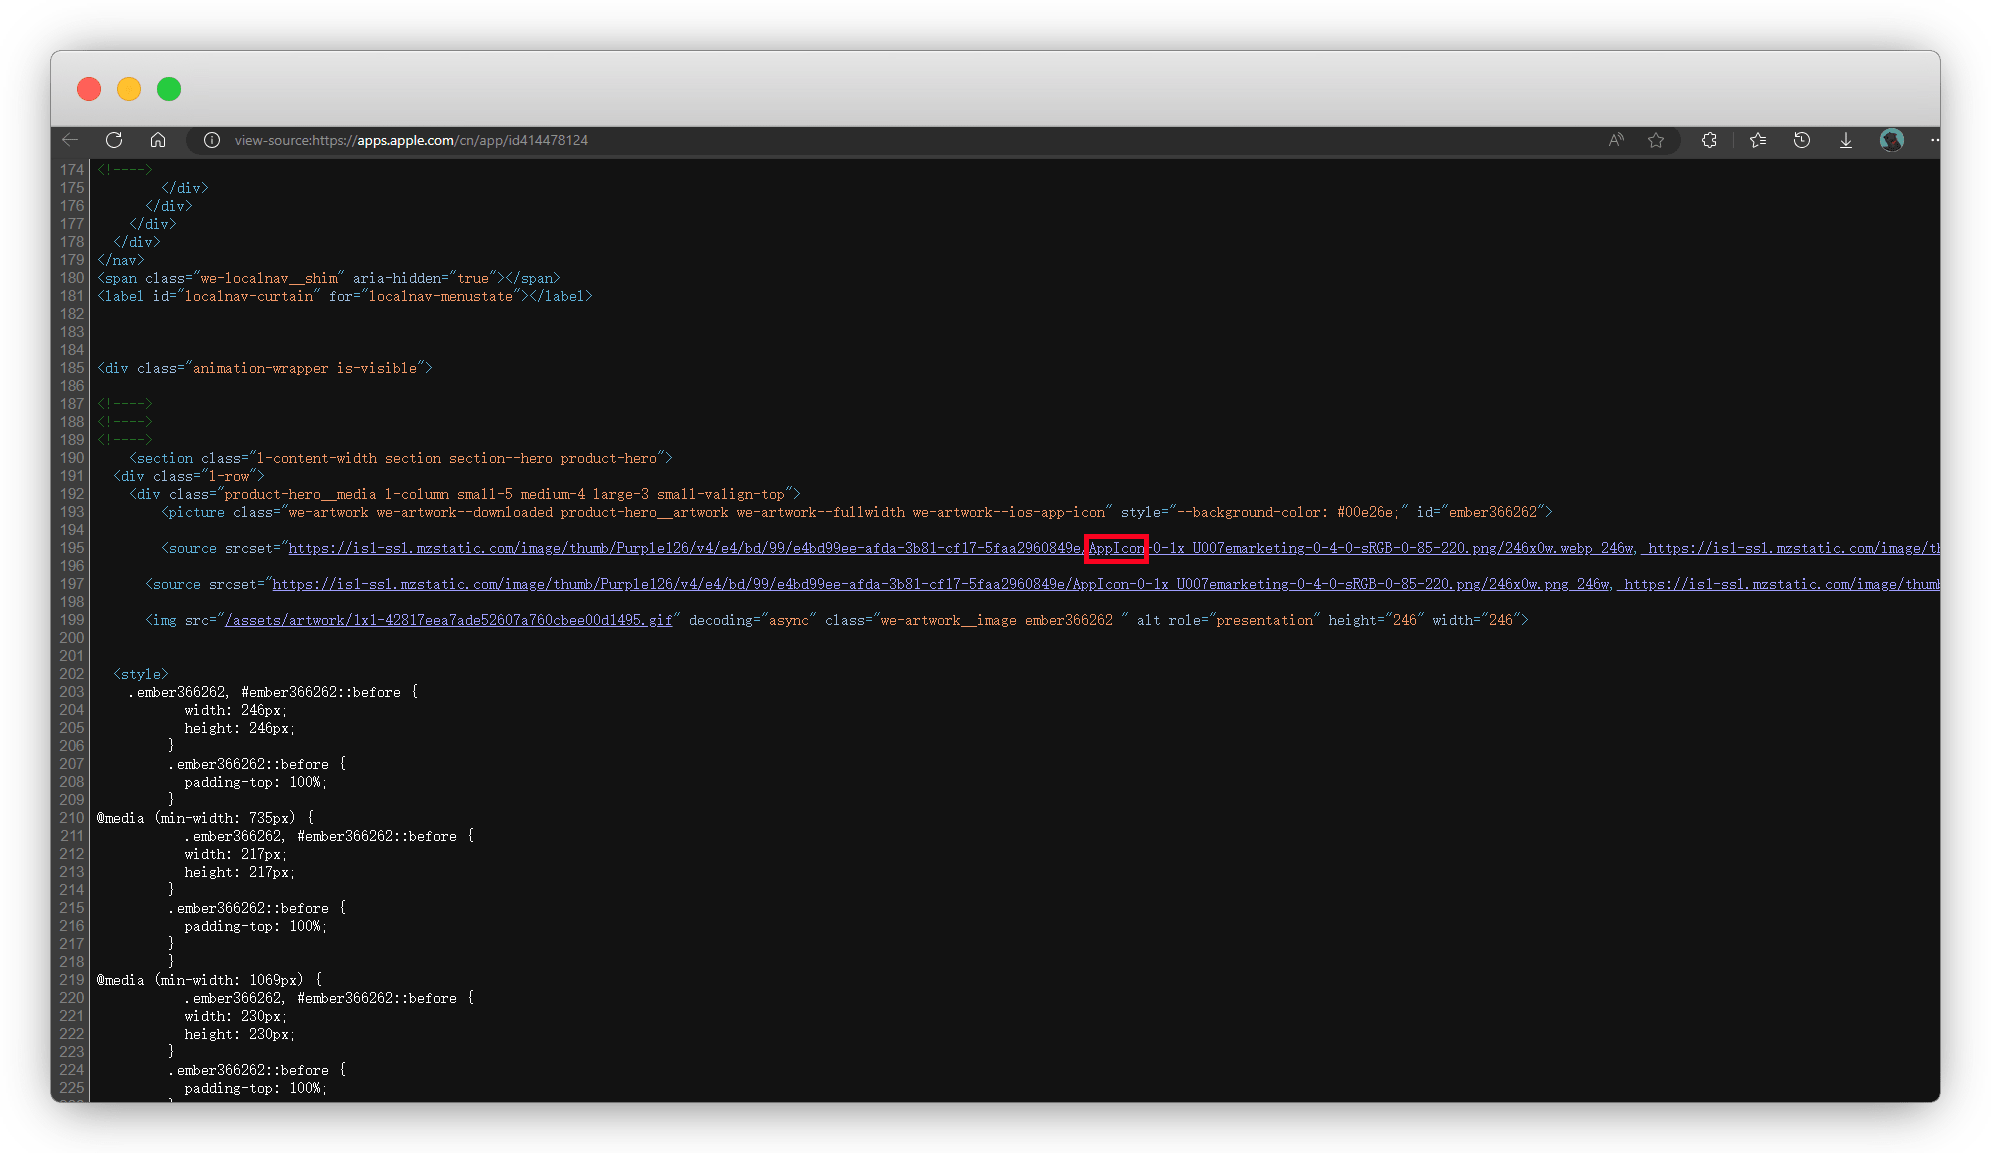 view-source:https://apps.apple.com/cn/app/id414478124
174 <!---->
175 </div>
176 </div>
177 </div>
178 </div>
179 </nav>
180 <span class="we-localnav__shim" aria-hidden="true"></span>
181 <label id="localnav-curtain" for="localnav-menustate"></label>
182
183
184
185 <div class="animation-wrapper is-visible">
186
187 <!---->
188 <!---->
189 <!---->
190 <section class="l-content-width section section--hero product-hero">
191 <div class="l-row">
192 <div class="product-hero__media l-column small-5 medium-4 large-3 small-valign-top">
193 <picture class="we-artwork we-artwork--downloaded product-hero__artwork we-artwork--fullwidth we-artwork--ios-app-icon" style="--background-color: #00e26e;" id="ember366262">
194
195 <source srcset="https://is1-ssl.mzstatic.com/image/thumb/Purple126/v4/e4/bd/99/e4bd99ee-afda-3b81-cf17-5faa2960849e/AppIcon-0-1x_U007emarketing-0-4-0-sRGB-0-85-220.png/246x0w.webp 246w, https://is1-ssl.mzstatic.com/image/th
196
197 <source srcset="https://is1-ssl.mzstatic.com/image/thumb/Purple126/v4/e4/bd/99/e4bd99ee-afda-3b81-cf17-5faa2960849e/AppIcon-0-1x_U007emarketing-0-4-0-sRGB-0-85-220.png/246x0w.png 246w, https://is1-ssl.mzstatic.com/image/thumb
198
199 <img src="/assets/artwork/1x1-42817eea7ade52607a760cbee00d1495.gif" decoding="async" class="we-artwork__image ember366262 " alt role="presentation" height="246" width="246">
200
201
202 <style>
203 .ember366262, #ember366262::before {
204 width: 246px;
205 height: 246px;
206 }
207 .ember366262::before {
208 padding-top: 100%;
209 }
210 @media (min-width: 735px) {
211 .ember366262, #ember366262::before {
212 width: 217px;
213 height: 217px;
214 }
215 .ember366262::before {
216 padding-top: 100%;
217 }
218 }
219 @media (min-width: 1069px) {
220 .ember366262, #ember366262::before {
221 width: 230px;
222 height: 230px;
223 }
224 .ember366262::before {
225 padding-top: 100%;